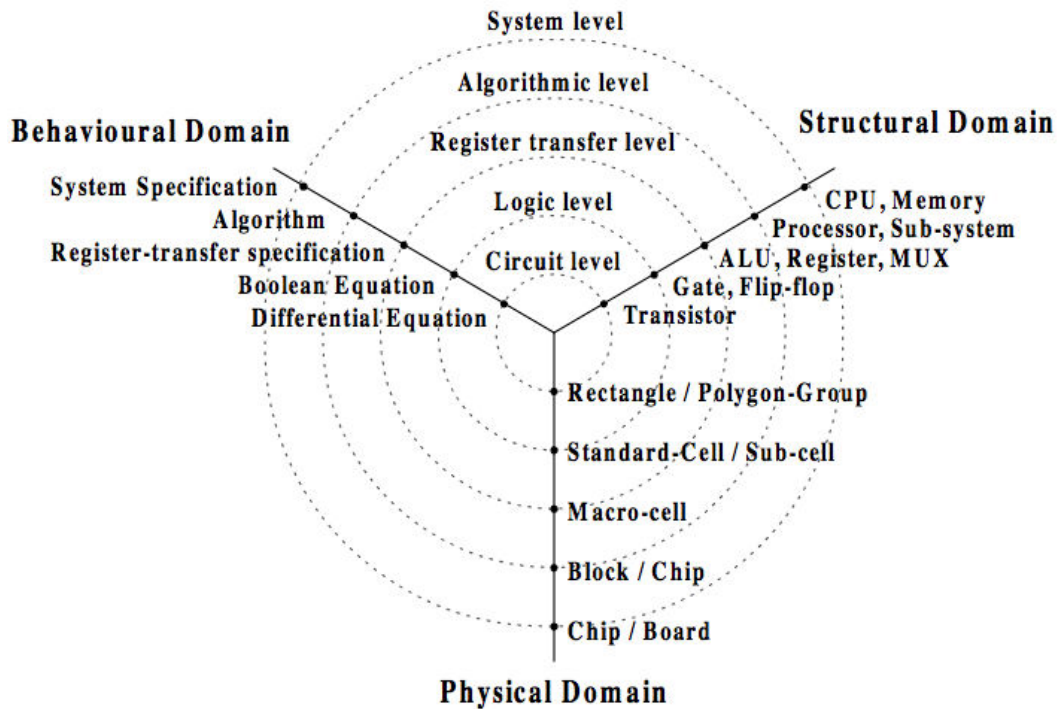 System level
Algorithmic level
Behavioural Domain
Structural Domain
Register transfer level
System Specification
CPU, Memory
Logic level
Algorithm
Processor, Sub-system
Register-transfer specification
ALU, Register, MUX
Circuit level
Boolean Equation
Gate, Flip-flop
Differential Equation
Transistor
Rectangle / Polygon-Group
Standard-Cell / Sub-cell
Macro-cell
Block / Chip
Chip / Board
Physical Domain